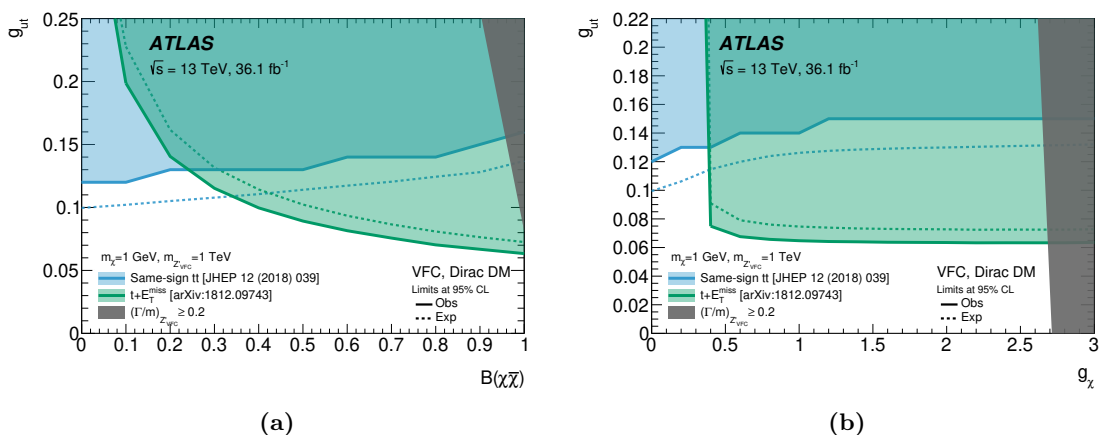 g_ut
0.25
0.2
0.15
0.1
0.05
0
ATLAS
√s = 13 TeV, 36.1 fb⁻¹
m_χ=1 GeV, m_Z'VFC=1 TeV
Same-sign tt [JHEP 12 (2018) 039]
t+E_T^miss [arXiv:1812.09743]
(Γ/m)_Z'VFC ≥ 0.2
VFC, Dirac DM
Limits at 95% CL
Obs
Exp
0 0.1 0.2 0.3 0.4 0.5 0.6 0.7 0.8 0.9 1
B(χχ̅)
(a)
g_ut
0.22
0.2
0.18
0.16
0.14
0.12
0.1
0.08
0.06
0.04
0.02
0
ATLAS
√s = 13 TeV, 36.1 fb⁻¹
m_χ=1 GeV, m_Z'VFC=1 TeV
Same-sign tt [JHEP 12 (2018) 039]
t+E_T^miss [arXiv:1812.09743]
(Γ/m)_Z'VFC ≥ 0.2
VFC, Dirac DM
Limits at 95% CL
Obs
Exp
0 0.5 1 1.5 2 2.5 3
g_χ
(b)